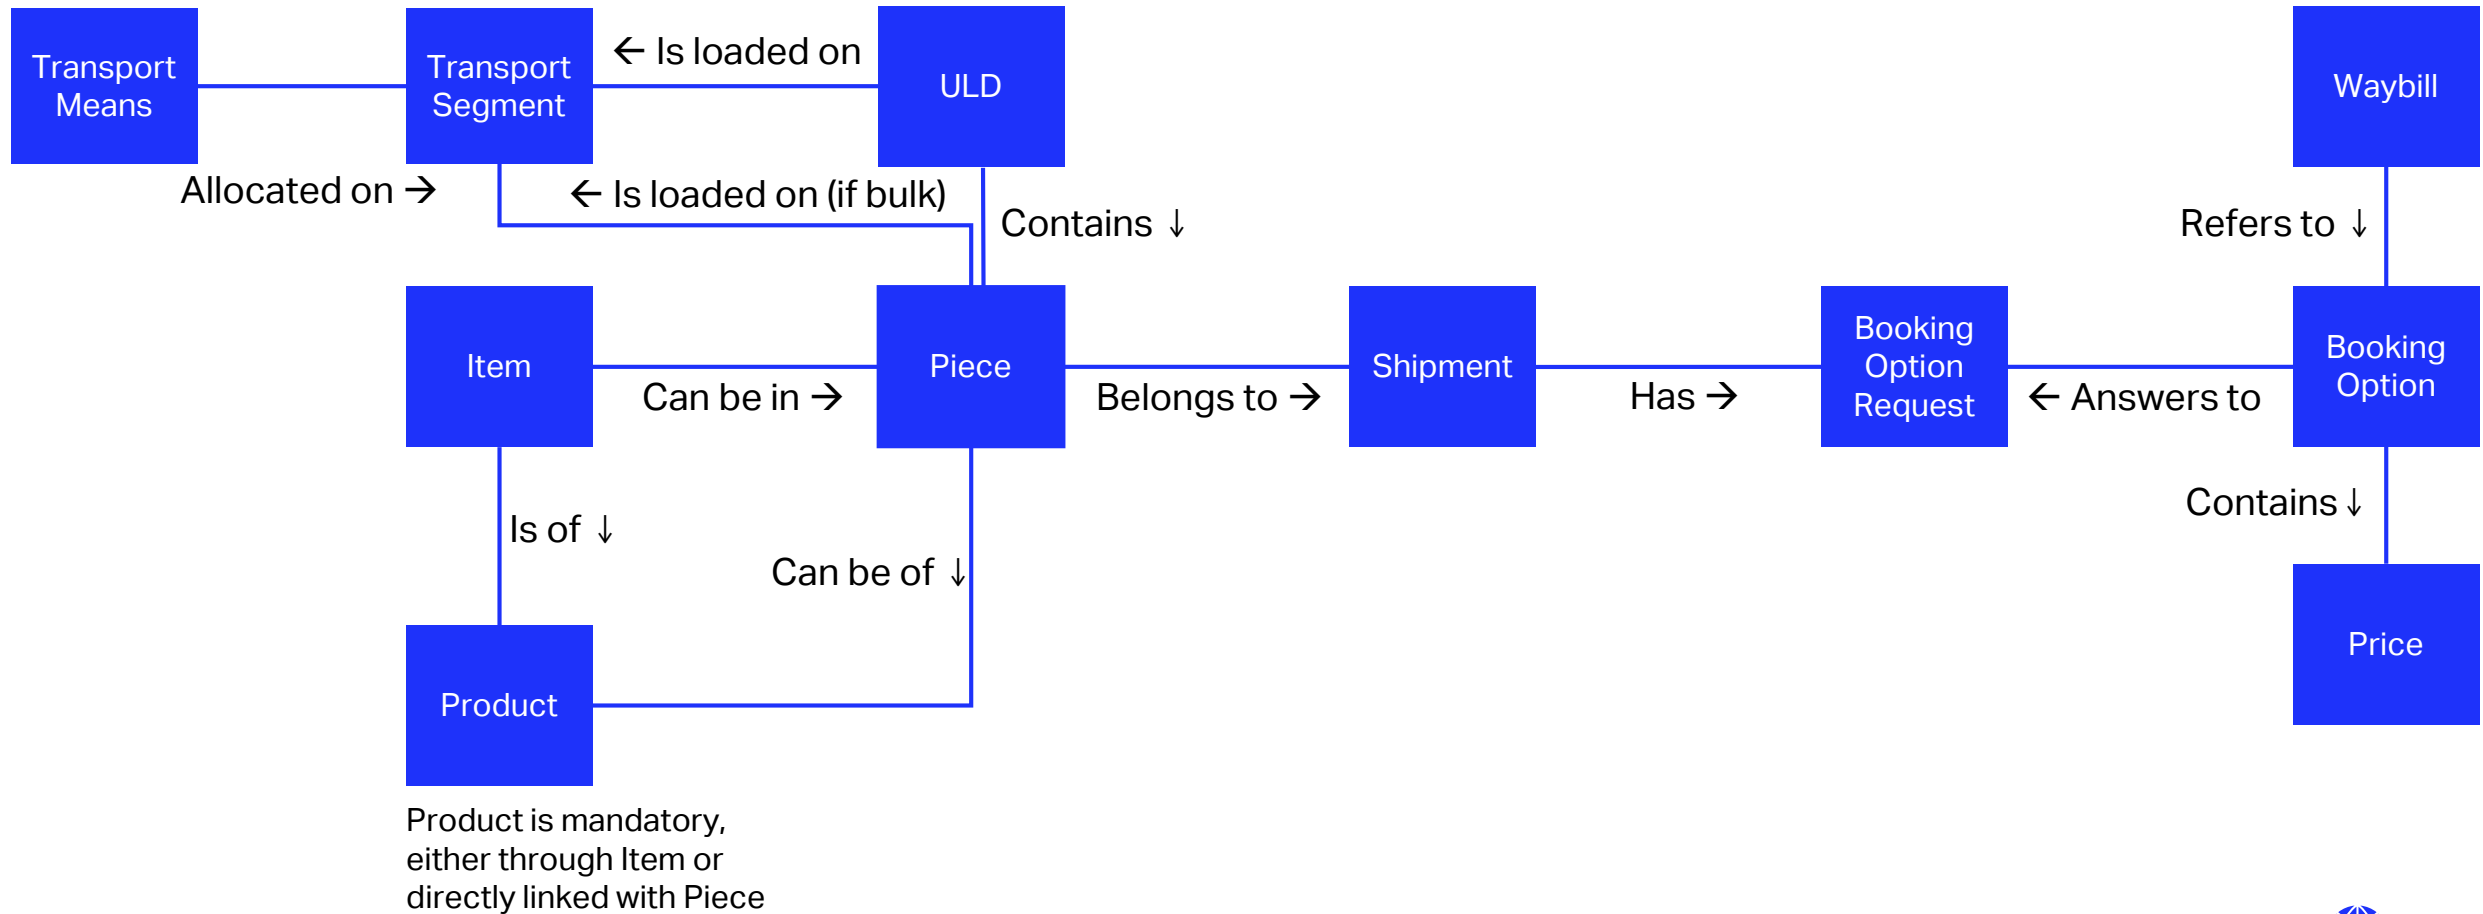 Transport
Means
Transport
Segment
← Is loaded on
ULD
Waybill
Allocated on →
← Is loaded on (if bulk)
Contains ↓
Refers to ↓
Item
Can be in →
Piece
Belongs to →
Shipment
Has →
Booking
Option
Request
← Answers to
Booking
Option
Is of ↓
Can be of ↓
Contains ↓
Product
Price
Product is mandatory,
either through Item or
directly linked with Piece